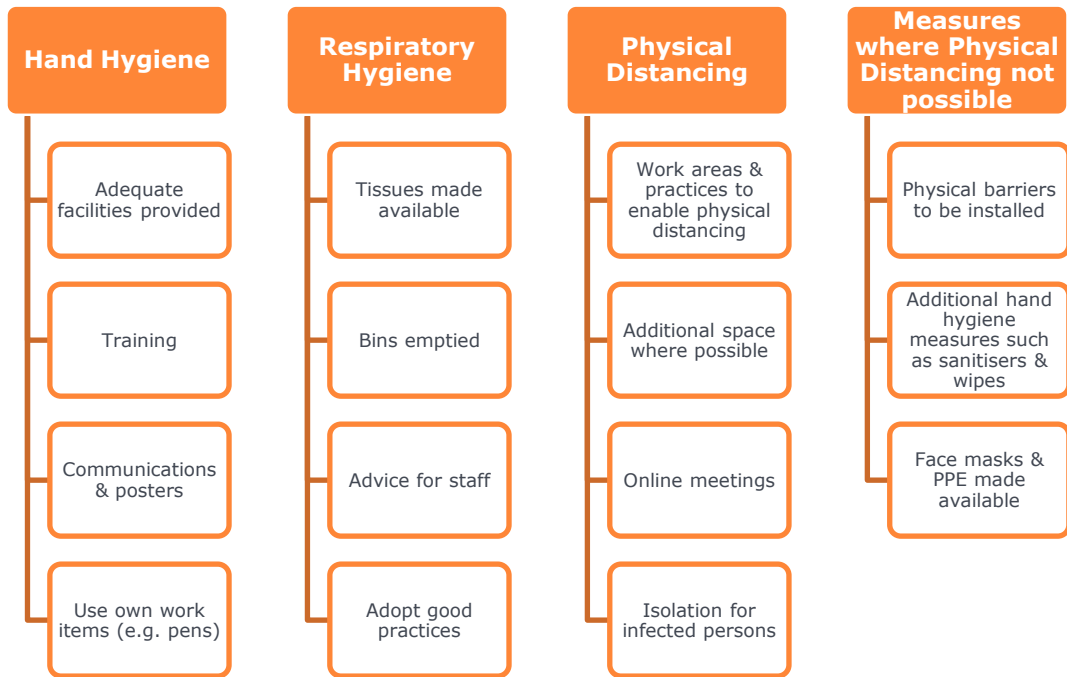 Hand Hygiene
Adequate
facilities provided
Training
Communications
& posters
Use own work
items (e.g. pens)
Respiratory
Hygiene
Tissues made
available
Bins emptied
Advice for staff
Adopt good
practices
Physical
Distancing
Work areas &
practices to
enable physical
distancing
Additional space
where possible
Online meetings
Isolation for
infected persons
Measures
where Physical
Distancing not
possible
Physical barriers
to be installed
Additional hand
hygiene
measures such
as sanitisers &
wipes
Face masks &
PPE made
available